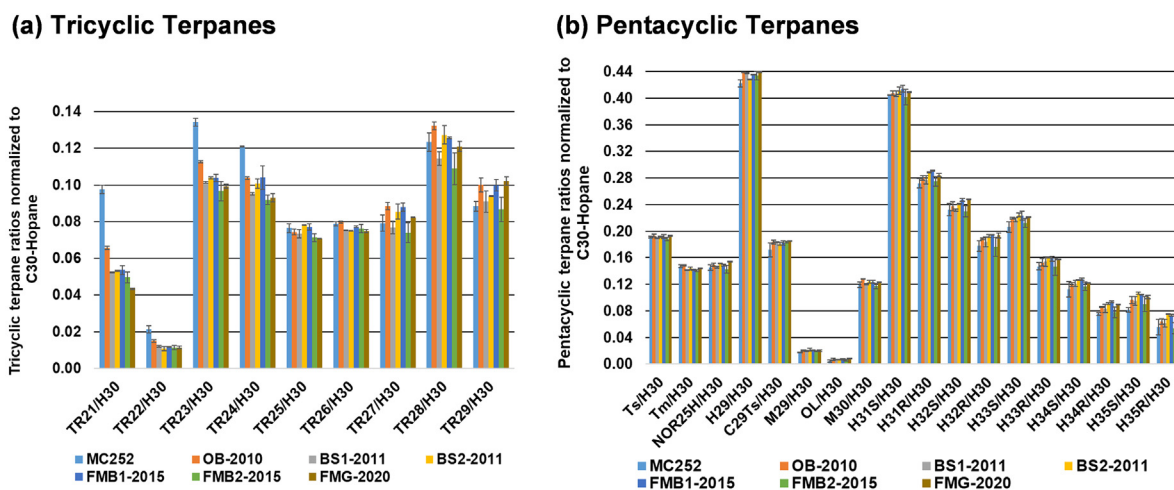 (a) Tricyclic Terpanes
Tricyclic terpane ratios normalized to
C30-Hopane
0.14
0.12
0.10
0.08
0.06
0.04
0.02
0.00
TR21/H30
TR22/H30
TR23/H30
TR24/H30
TR25/H30
TR26/H30
TR27/H30
TR28/H30
TR29/H30
MC252
OB-2010
BS1-2011
BS2-2011
FMB1-2015
FMB2-2015
FMG-2020
(b) Pentacyclic Terpanes
Pentacyclic terpane ratios normalized to
C30-Hopane
0.44
0.40
0.36
0.32
0.28
0.24
0.20
0.16
0.12
0.08
0.04
0.00
Ts/H30
Tm/H30
NOR25H/H30
H29/H30
C29Ts/H30
M29/H30
OL/H30
M30/H30
H31S/H30
H31R/H30
H32S/H30
H32R/H30
H33S/H30
H33R/H30
H34S/H30
H34R/H30
H35S/H30
H35R/H30
MC252
OB-2010
BS1-2011
BS2-2011
FMB1-2015
FMB2-2015
FMG-2020